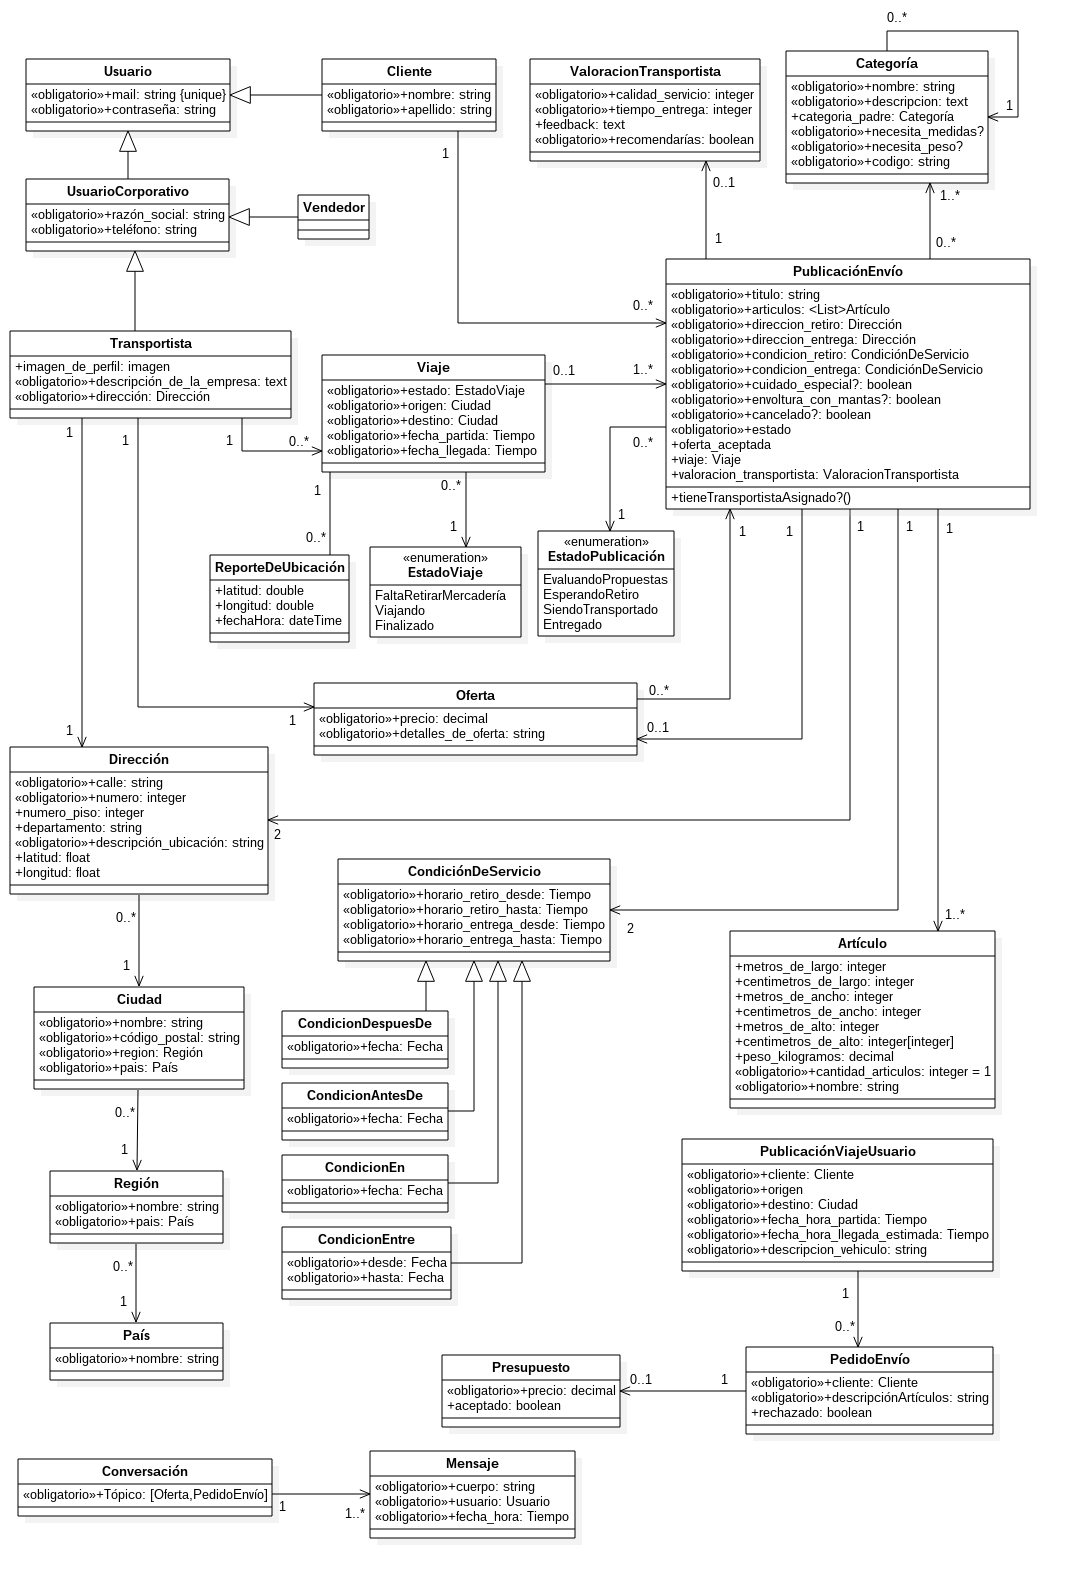 0..*
1
Usuario
«obligatorio»+mail: string {unique}
«obligatorio»+contraseña: string
Cliente
«obligatorio»+nombre: string
«obligatorio»+apellido: string
1
ValoracionTransportista
«obligatorio»+calidad_servicio: integer
«obligatorio»+tiempo_entrega: integer
+feedback: text
«obligatorio»+recomendarías: boolean
0..1
1
Categoría
«obligatorio»+nombre: string
«obligatorio»+descripcion: text
+categoria_padre: Categoría
«obligatorio»+necesita_medidas?
«obligatorio»+necesita_peso?
«obligatorio»+codigo: string
1..*
0..*
UsuarioCorporativo
«obligatorio»+razón_social: string
«obligatorio»+teléfono: string
Vendedor
PublicaciónEnvío
«obligatorio»+titulo: string
«obligatorio»+articulos: <List>Artículo
«obligatorio»+direccion_retiro: Dirección
«obligatorio»+direccion_entrega: Dirección
«obligatorio»+condicion_retiro: CondiciónDeServicio
«obligatorio»+condicion_entrega: CondiciónDeServicio
«obligatorio»+cuidado_especial?: boolean
«obligatorio»+envoltura_con_mantas?: boolean
«obligatorio»+cancelado?: boolean
«obligatorio»+estado
+oferta_aceptada
+viaje: Viaje
+valoracion_transportista: ValoracionTransportista
+tieneTransportistaAsignado?()
0..*
Transportista
+imagen_de_perfil: imagen
«obligatorio»+descripción_de_la_empresa: text
«obligatorio»+dirección: Dirección
Viaje
«obligatorio»+estado: EstadoViaje
«obligatorio»+origen: Ciudad
«obligatorio»+destino: Ciudad
«obligatorio»+fecha_partida: Tiempo
«obligatorio»+fecha_llegada: Tiempo
0..1
1..*
1
1
1
0..*
0..*
1
0..*
0..*
1
1
1
1
1
1
1
1
ReporteDeUbicación
+latitud: double
+longitud: double
+fechaHora: dateTime
«enumeration»
EstadoViaje
FaltaRetirarMercadería
Viajando
Finalizado
«enumeration»
EstadoPublicación
EvaluandoPropuestas
EsperandoRetiro
SiendoTransportado
Entregado
Oferta
«obligatorio»+precio: decimal
«obligatorio»+detalles_de_oferta: string
0..*
0..1
1
1
Dirección
«obligatorio»+calle: string
«obligatorio»+numero: integer
+numero_piso: integer
+departamento: string
«obligatorio»+descripción_ubicación: string
+latitud: float
+longitud: float
2
0..*
1
CondiciónDeServicio
«obligatorio»+horario_retiro_desde: Tiempo
«obligatorio»+horario_retiro_hasta: Tiempo
«obligatorio»+horario_entrega_desde: Tiempo
«obligatorio»+horario_entrega_hasta: Tiempo
2
1..*
Artículo
+metros_de_largo: integer
+centimetros_de_largo: integer
+metros_de_ancho: integer
+centimetros_de_ancho: integer
+metros_de_alto: integer
+centimetros_de_alto: integer[integer]
+peso_kilogramos: decimal
«obligatorio»+cantidad_articulos: integer = 1
«obligatorio»+nombre: string
Ciudad
«obligatorio»+nombre: string
«obligatorio»+código_postal: string
«obligatorio»+region: Región
«obligatorio»+pais: País
0..*
1
CondicionDespuesDe
«obligatorio»+fecha: Fecha
CondicionAntesDe
«obligatorio»+fecha: Fecha
CondicionEn
«obligatorio»+fecha: Fecha
CondicionEntre
«obligatorio»+desde: Fecha
«obligatorio»+hasta: Fecha
Región
«obligatorio»+nombre: string
«obligatorio»+pais: País
0..*
1
País
«obligatorio»+nombre: string
PublicaciónViajeUsuario
«obligatorio»+cliente: Cliente
«obligatorio»+origen
«obligatorio»+destino: Ciudad
«obligatorio»+fecha_hora_partida: Tiempo
«obligatorio»+fecha_hora_llegada_estimada: Tiempo
«obligatorio»+descripcion_vehiculo: string
1
0..*
Presupuesto
«obligatorio»+precio: decimal
+aceptado: boolean
0..1
1
PedidoEnvío
«obligatorio»+cliente: Cliente
«obligatorio»+descripciónArtículos: string
+rechazado: boolean
Conversación
«obligatorio»+Tópico: [Oferta,PedidoEnvío]
1
1..*
Mensaje
«obligatorio»+cuerpo: string
«obligatorio»+usuario: Usuario
«obligatorio»+fecha_hora: Tiempo